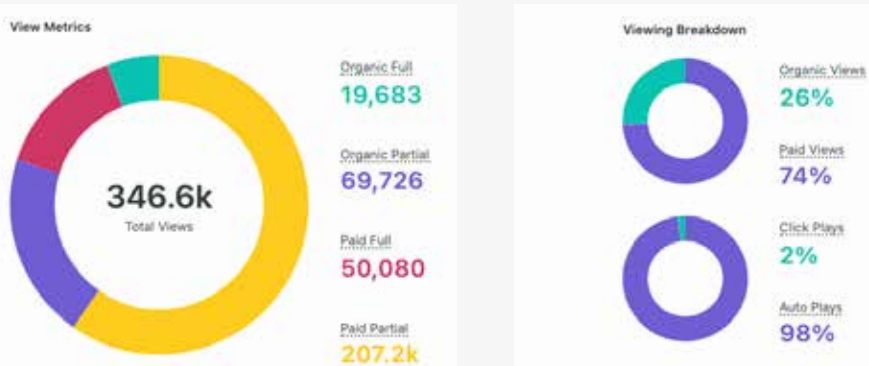 View Metrics
346.6k
Total Views
Organic Full
19,683
Organic Partial
69,726
Paid Full
50,080
Paid Partial
207.2k
Viewing Breakdown
Organic Views
26%
Paid Views
74%
Click Plays
2%
Auto Plays
98%